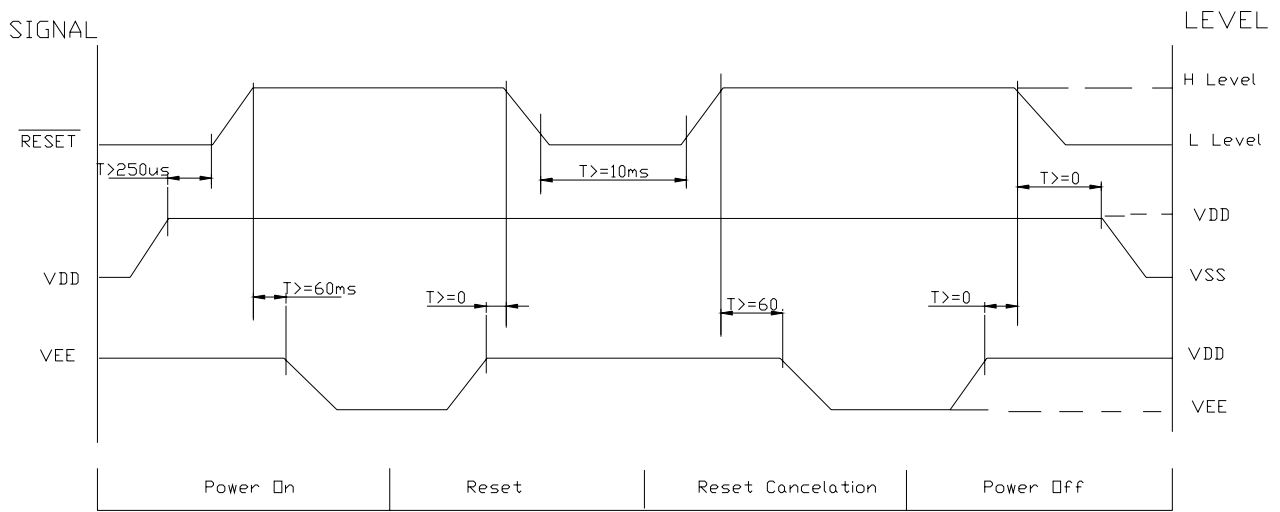 SIGNAL
LEVEL
H Level
RESET
L Level
T>250us
T>=10ms
T>=0
VDD
VDD
VSS
T>=60ms
T>=0
T>=60
T>=0
VEE
VDD
VEE
Power On
Reset
Reset Cancelation
Power Off